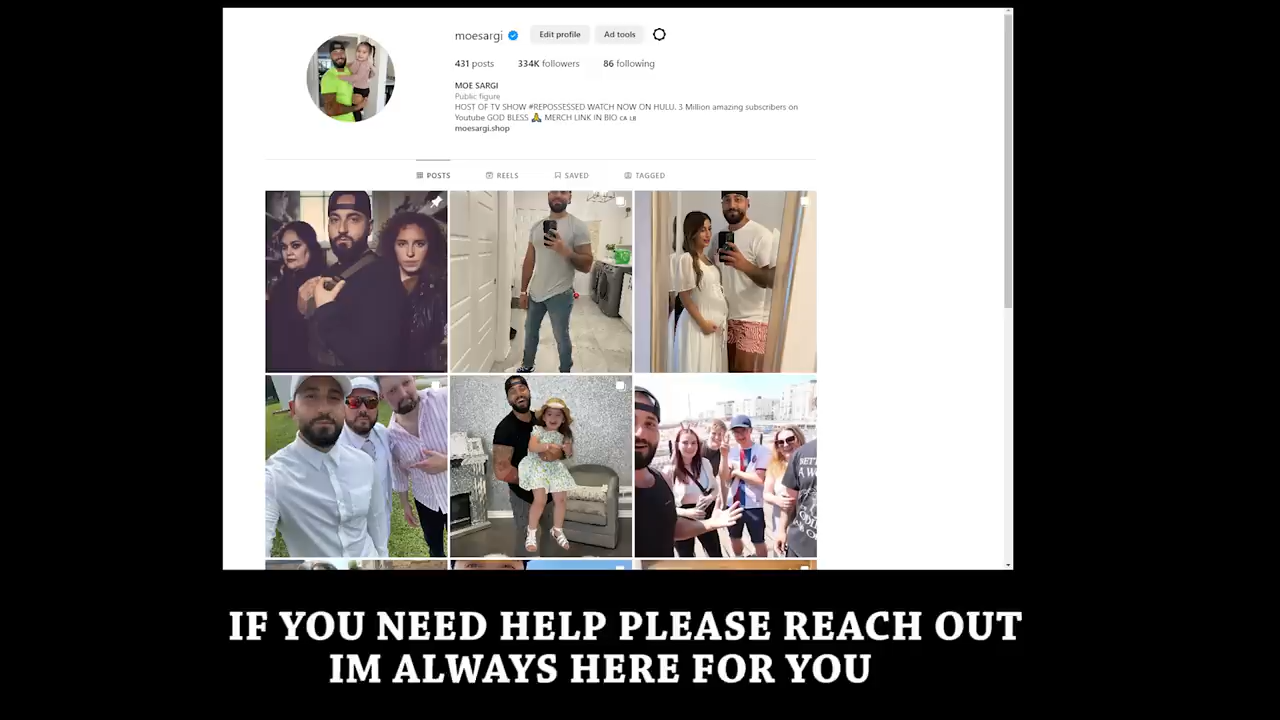 moesargi
Edit profile
Ad tools
431 posts
334K followers
86 following
MOE SARGI
Public figure
HOST OF TV SHOW #REPOSSESSED WATCH NOW ON HULU. 3 Million amazing subscribers on
Youtube GOD BLESS 🙏 MERCH LINK IN BIO CA LB
moesargi.shop
POSTS
REELS
SAVED
TAGGED
IF YOU NEED HELP PLEASE REACH OUT
IM ALWAYS HERE FOR YOU